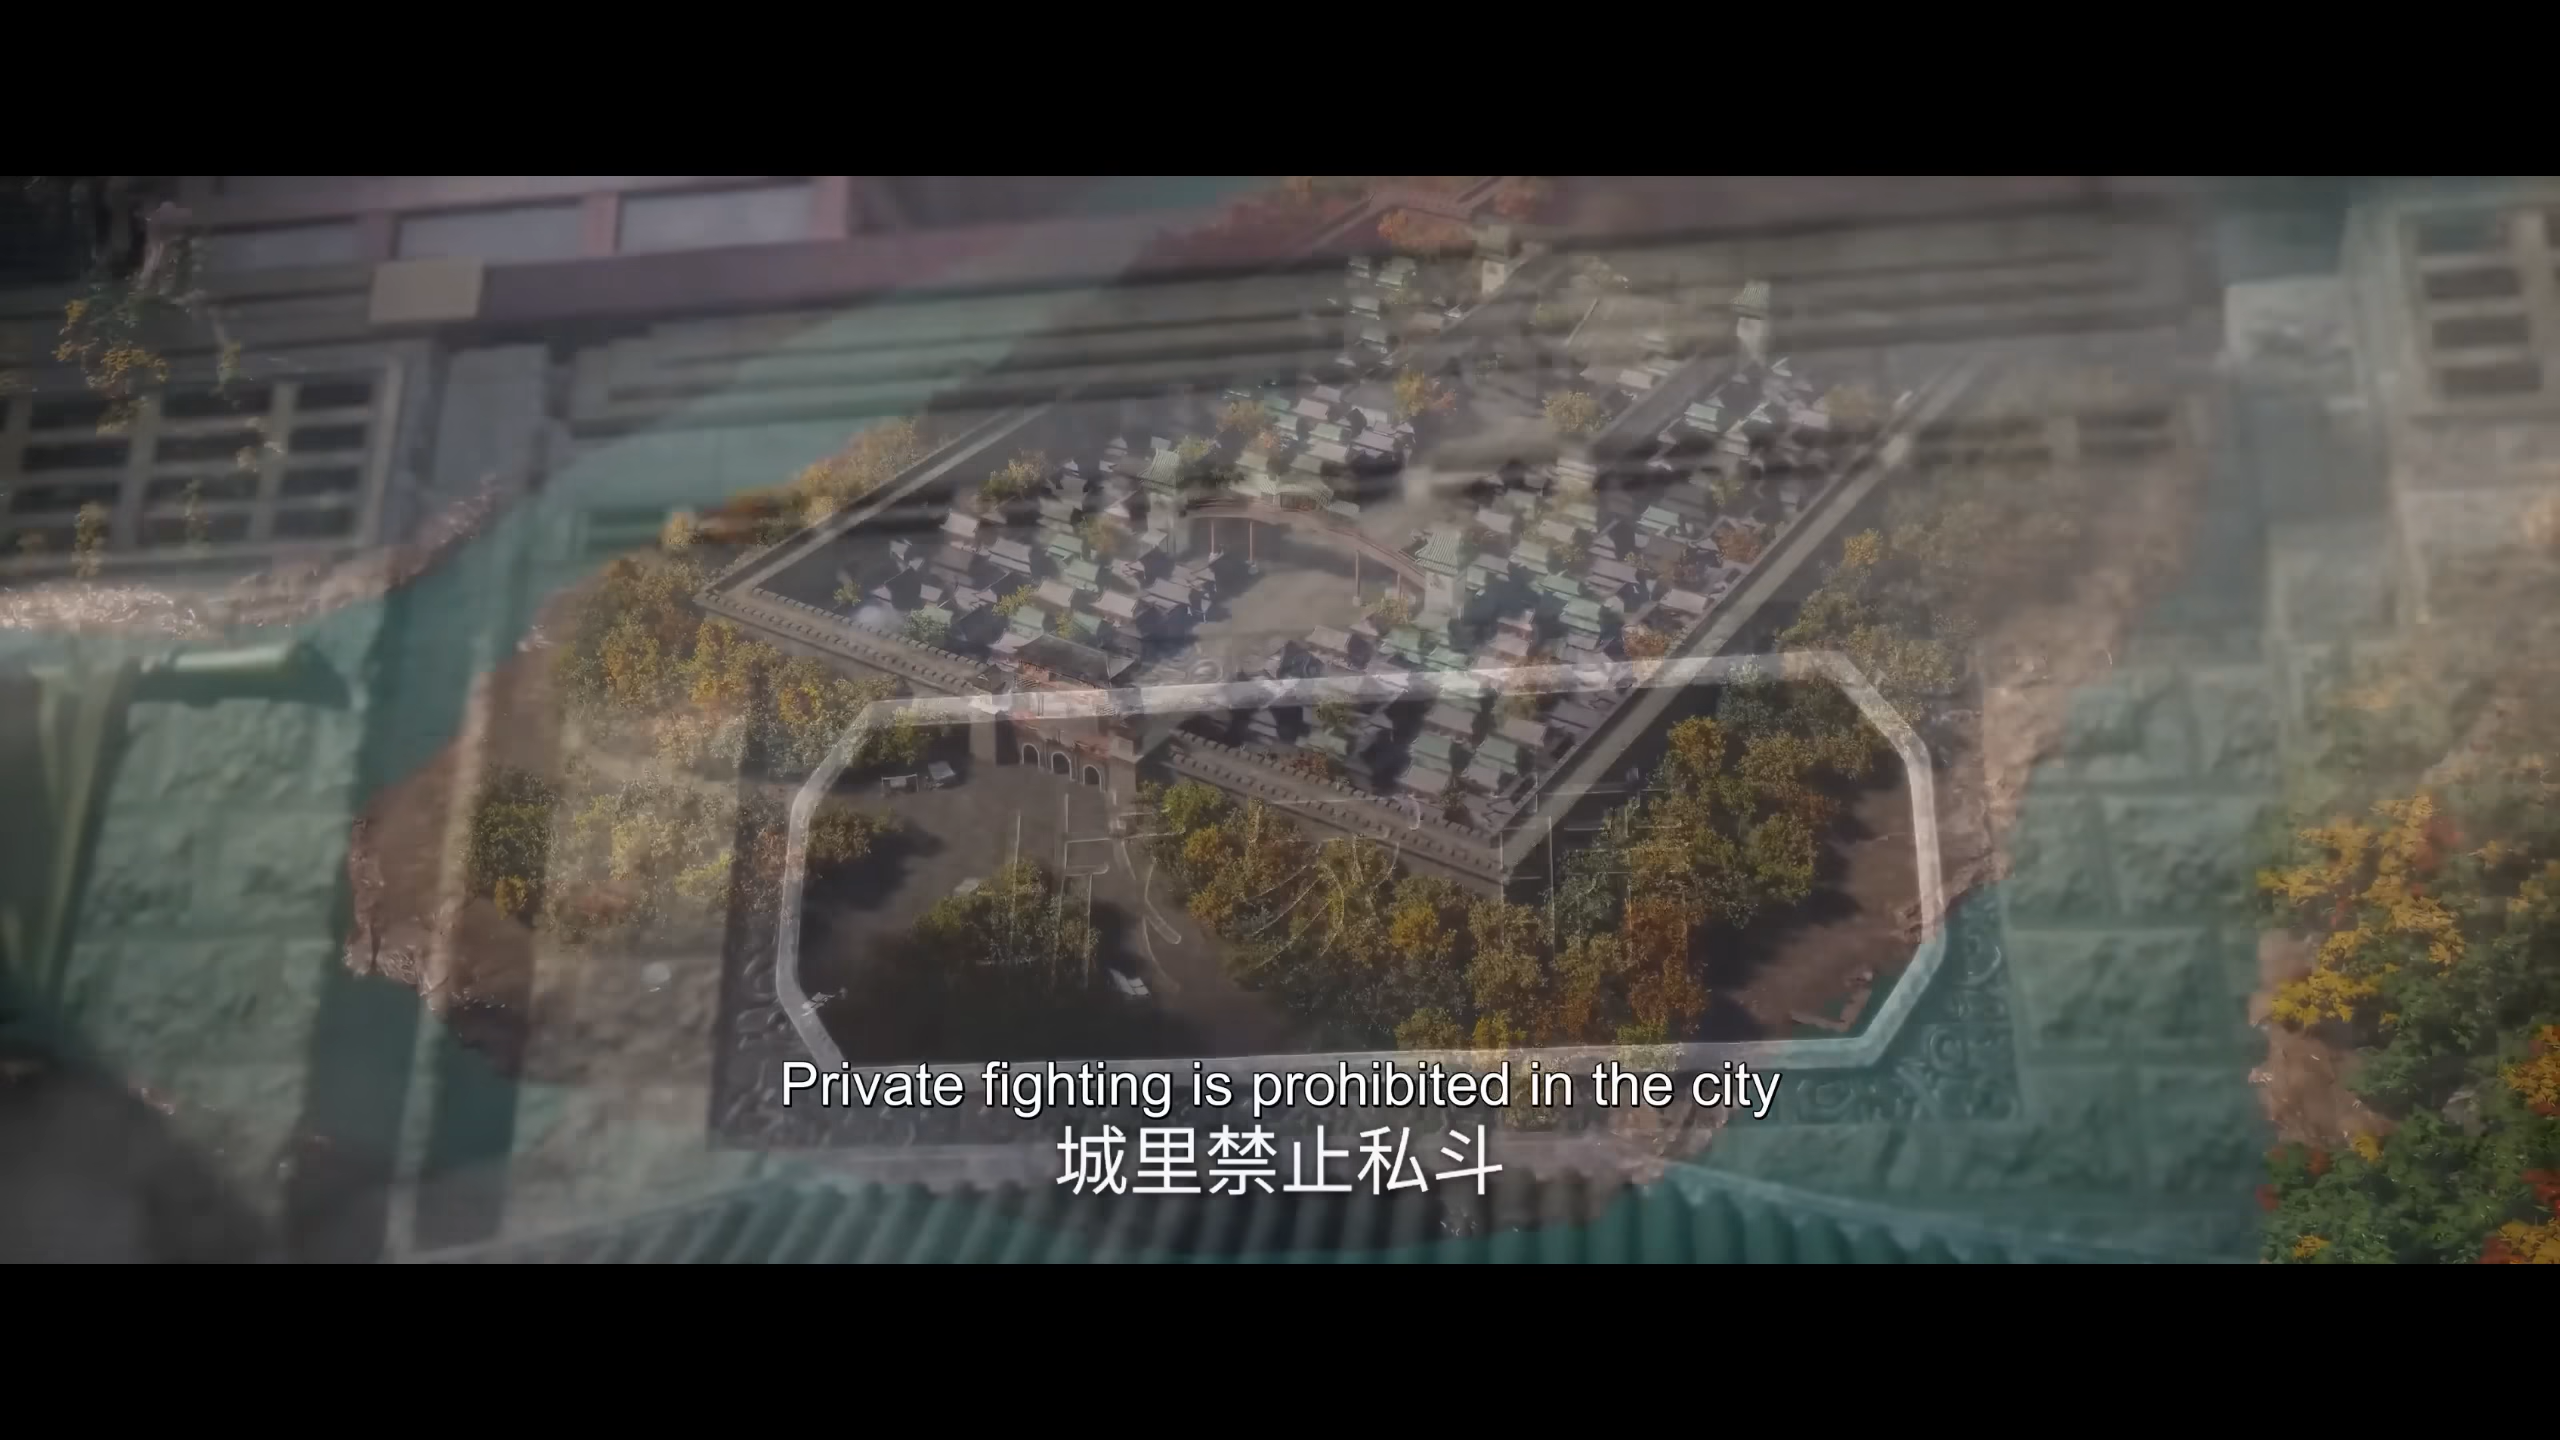 Private fighting is prohibited in the city
城里禁止私斗